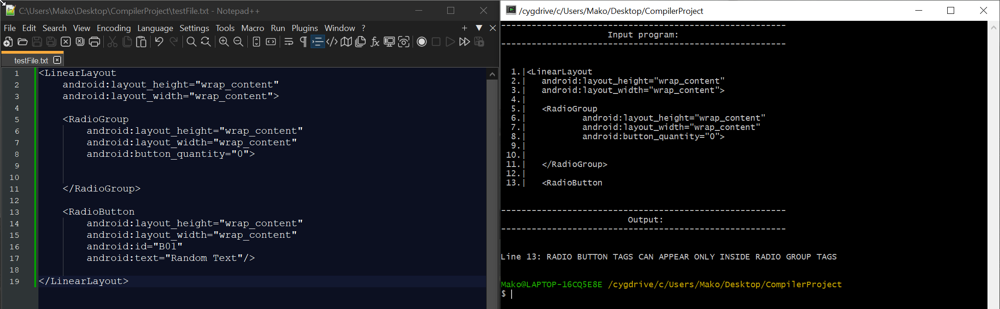 C:\Users\Mako\Desktop\CompilerProject\testFile.txt - Notepad++
File Edit Search View Encoding Language Settings Tools Macro Run Plugins Window ?
testFile.txt
1 <LinearLayout
2     android:layout_height="wrap_content"
3     android:layout_width="wrap_content">
4
5     <RadioGroup
6         android:layout_height="wrap_content"
7         android:layout_width="wrap_content"
8         android:button_quantity="0">
9
10
11     </RadioGroup>
12
13     <RadioButton
14         android:layout_height="wrap_content"
15         android:layout_width="wrap_content"
16         android:id="B01"
17         android:text="Random Text"/>
18
19 </LinearLayout>
/cygdrive/c/Users/Mako/Desktop/CompilerProject
--------------------------------------------------------
Input program:
--------------------------------------------------------
1.|<LinearLayout
2.|   android:layout_height="wrap_content"
3.|   android:layout_width="wrap_content">
4.|
5.|   <RadioGroup
6.|           android:layout_height="wrap_content"
7.|           android:layout_width="wrap_content"
8.|           android:button_quantity="0">
9.|
10.|
11.|   </RadioGroup>
12.|
13.|   <RadioButton
--------------------------------------------------------
Output:
--------------------------------------------------------
Line 13: RADIO BUTTON TAGS CAN APPEAR ONLY INSIDE RADIO GROUP TAGS
Mako@LAPTOP-16CQ5E8E /cygdrive/c/Users/Mako/Desktop/CompilerProject
$